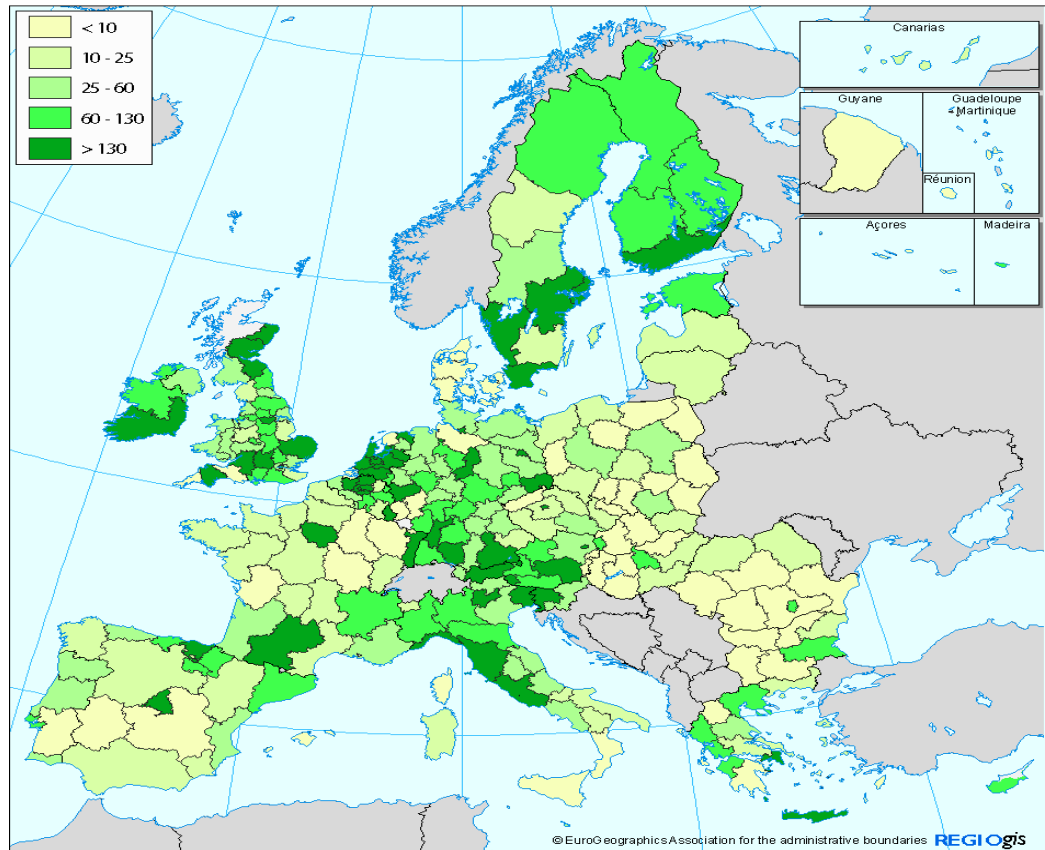 < 10
10 - 25
25 - 60
60 - 130
> 130
Canarias
Guyane
Guadeloupe
Martinique
Réunion
Açores
Madeira
© EuroGeographics Association for the administrative boundaries REGIOgis